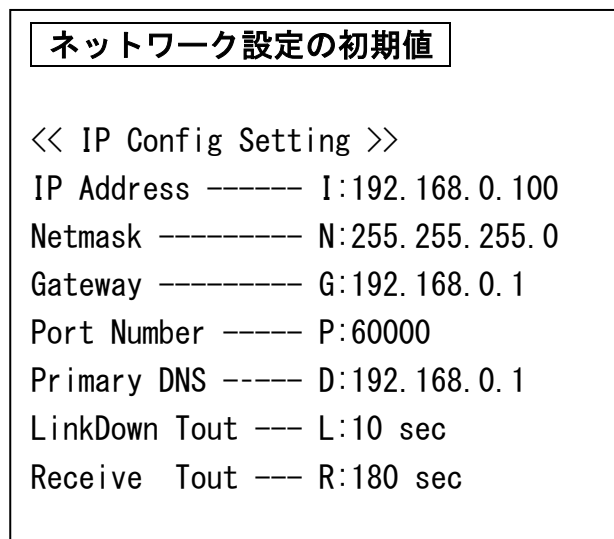 ネットワーク設定の初期値
<< IP Config Setting >>
IP Address ------ I:192.168.0.100
Netmask --------- N:255.255.255.0
Gateway --------- G:192.168.0.1
Port Number ----- P:60000
Primary DNS ----- D:192.168.0.1
LinkDown Tout --- L:10 sec
Receive  Tout --- R:180 sec